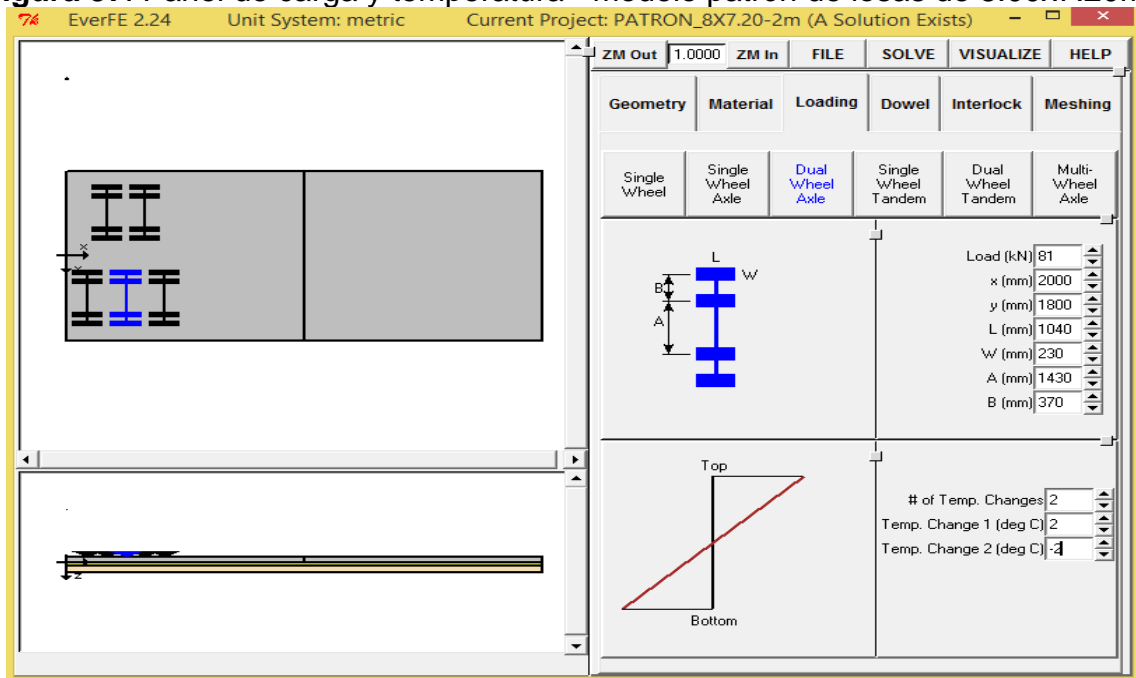 EverFE 2.24 Unit System: metric Current Project: PATRON_8X7.20-2m (A Solution Exists)
ZM Out 1.0000 ZM In FILE SOLVE VISUALIZE HELP
Geometry Material Loading Dowel Interlock Meshing
Single Wheel
Single Wheel Axle
Dual Wheel Axle
Single Wheel Tandem
Dual Wheel Tandem
Multi-Wheel Axle
x
L
W
B
A
Load (kN) 81
x (mm) 2000
y (mm) 1800
L (mm) 1040
W (mm) 230
A (mm) 1430
B (mm) 370
z
Top
Bottom
# of Temp. Changes 2
Temp. Change 1 (deg C) 2
Temp. Change 2 (deg C) -2